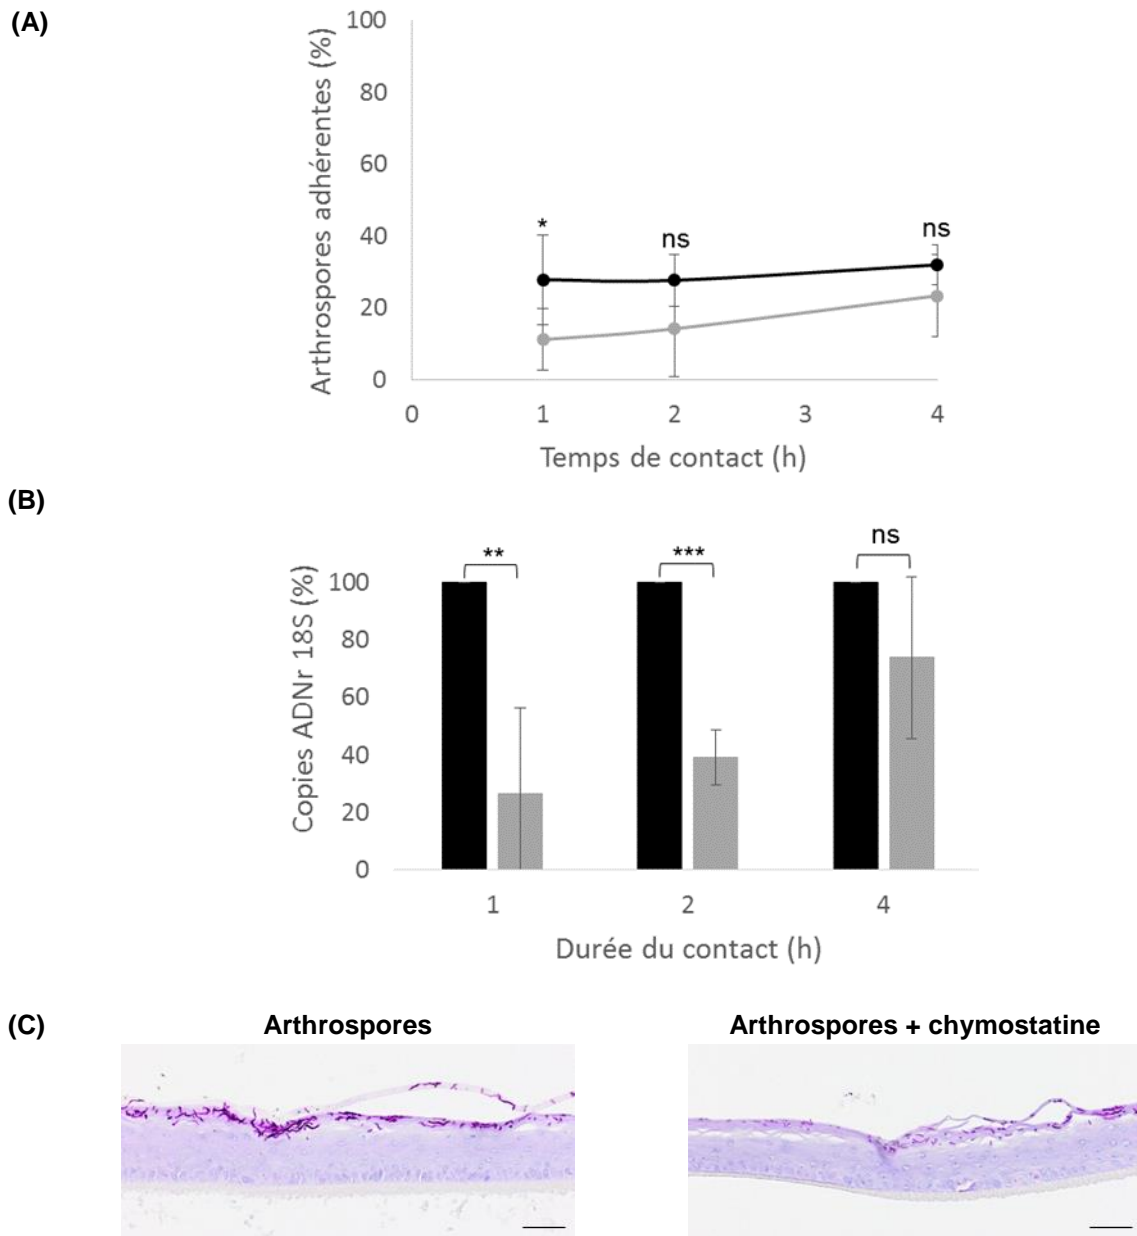 (A)
Arthrospores adhérentes (%)
100
80
60
40
20
0
*
ns
ns
0 1 2 3 4
Temps de contact (h)
(B)
Copies ADNr 18S (%)
100
80
60
40
20
0
**
***
ns
1 2 4
Durée du contact (h)
(C)
Arthrospores
Arthrospores + chymostatine